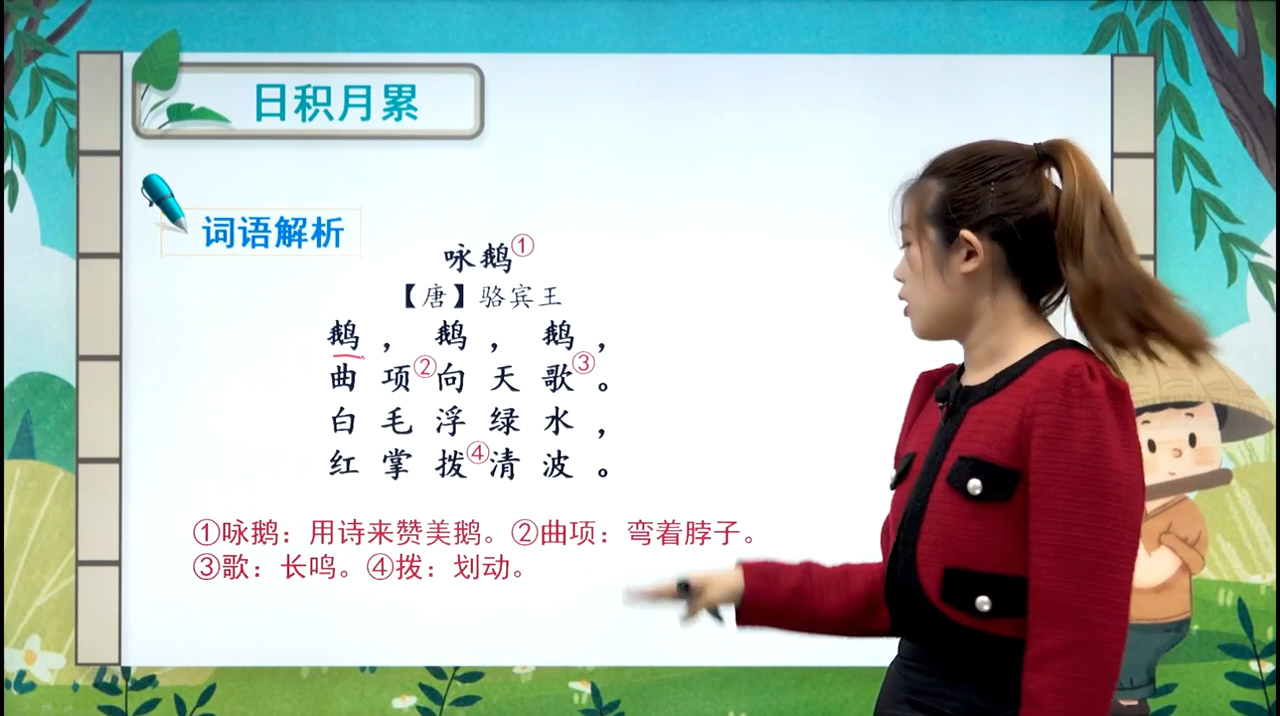 日积月累
词语解析
咏鹅①
【唐】骆宾王
鹅，鹅，鹅，
曲项②向天歌③。
白毛浮绿水，
红掌拨④清波。
①咏鹅：用诗来赞美鹅。②曲项：弯着脖子。
③歌：长鸣。④拨：划动。